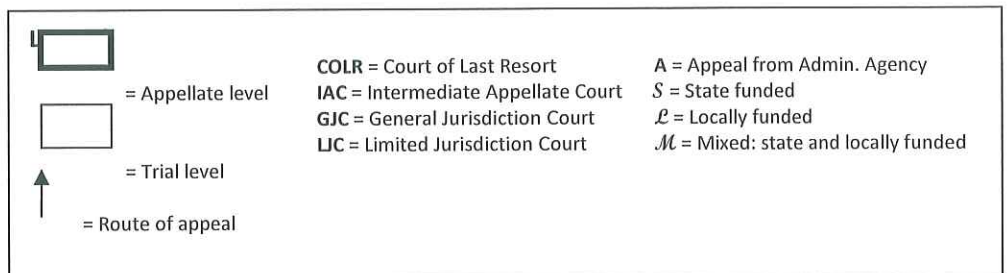 = Appellate level
= Trial level
= Route of appeal
COLR = Court of Last Resort
IAC = Intermediate Appellate Court
GJC = General Jurisdiction Court
LJC = Limited Jurisdiction Court
A = Appeal from Admin. Agency
S = State funded
ℒ = Locally funded
ℳ = Mixed: state and locally funded